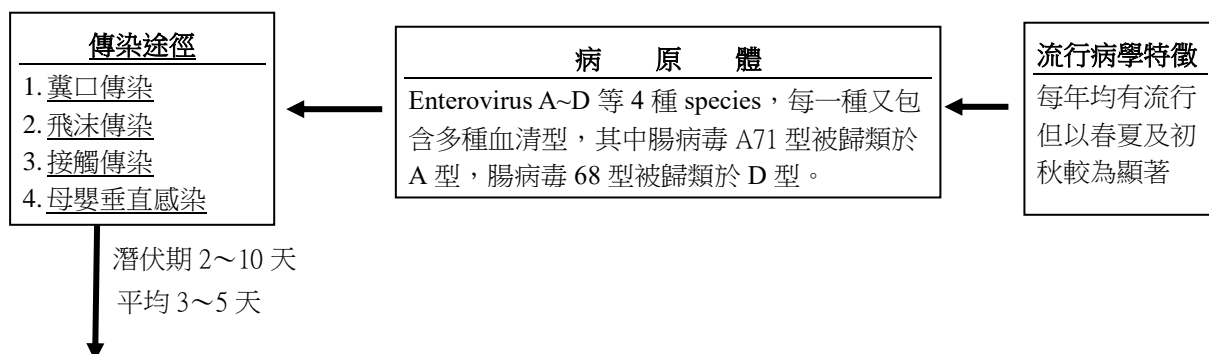 傳染途徑
1. 糞口傳染
2. 飛沫傳染
3. 接觸傳染
4. 母嬰垂直感染
病 原 體
Enterovirus A~D 等 4 種 species，每一種又包
含多種血清型，其中腸病毒 A71 型被歸類於
A 型，腸病毒 68 型被歸類於 D 型。
流行病學特徵
每年均有流行
但以春夏及初
秋較為顯著
潛伏期 2～10 天
平均 3～5 天